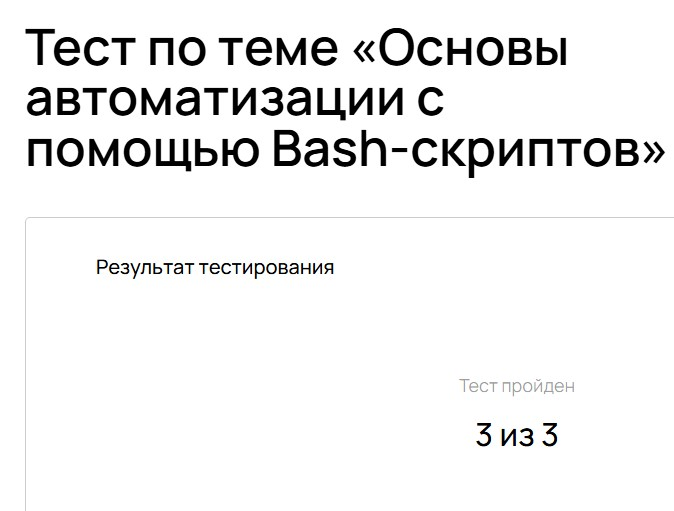 Тест по теме «Основы
автоматизации с
помощью Bash-скриптов»
Результат тестирования
Тест пройден
3 из 3